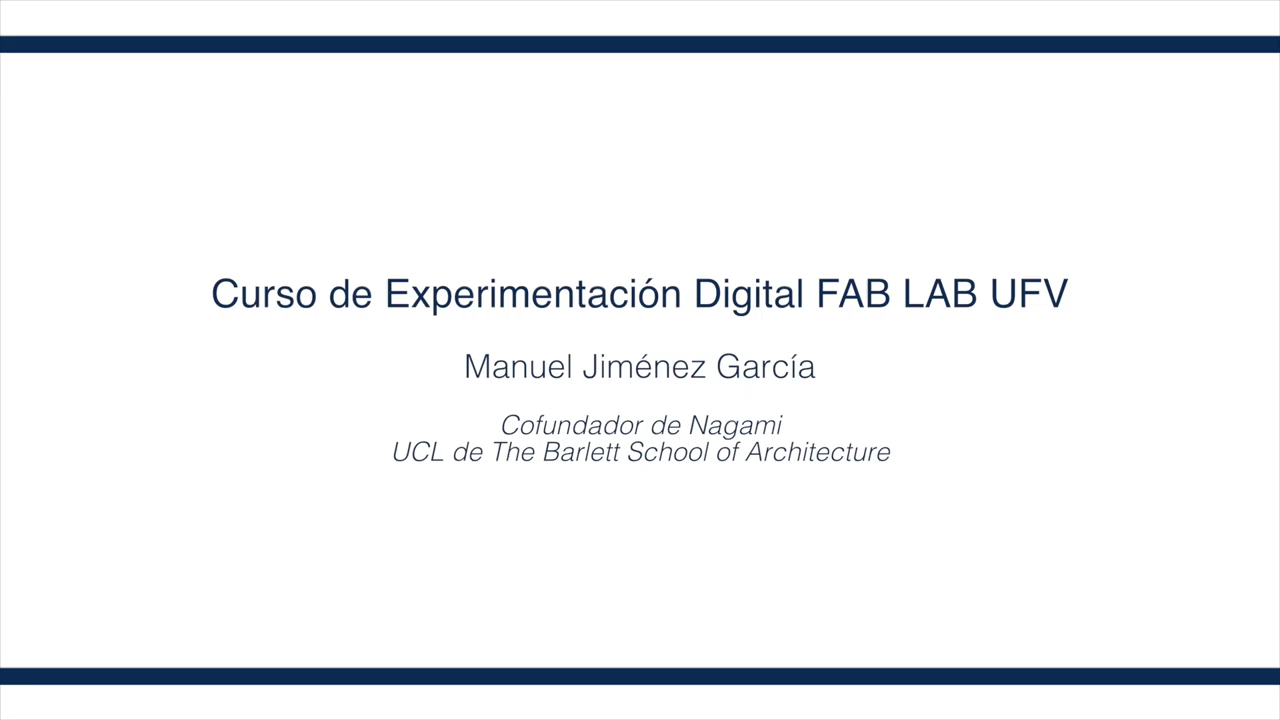 Curso de Experimentación Digital FAB LAB UFV
Manuel Jiménez García
Cofundador de Nagami
UCL de The Barlett School of Architecture